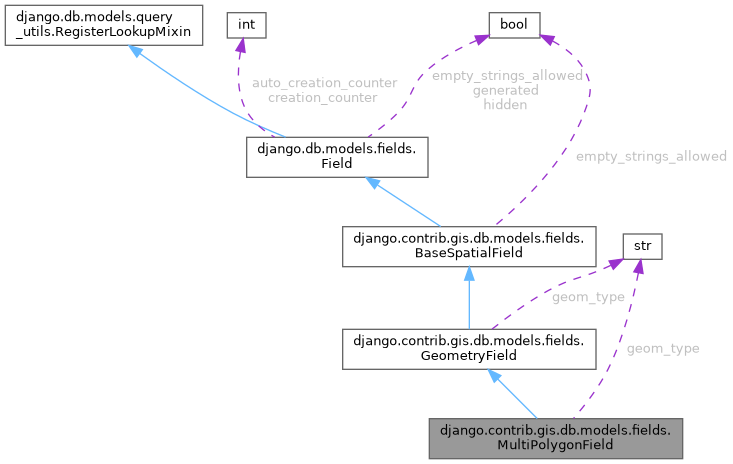 django.db.models.query
_utils.RegisterLookupMixin
int
bool
auto_creation_counter
creation_counter
empty_strings_allowed
generated
hidden
django.db.models.fields.
Field
empty_strings_allowed
django.contrib.gis.db.models.fields.
BaseSpatialField
str
geom_type
django.contrib.gis.db.models.fields.
GeometryField
geom_type
django.contrib.gis.db.models.fields.
MultiPolygonField